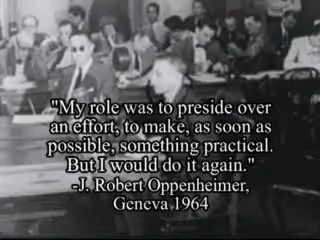 "My role was to preside over
an effort, to make, as soon as
possible, something practical.
But I would do it again."
-J. Robert Oppenheimer,
Geneva 1964